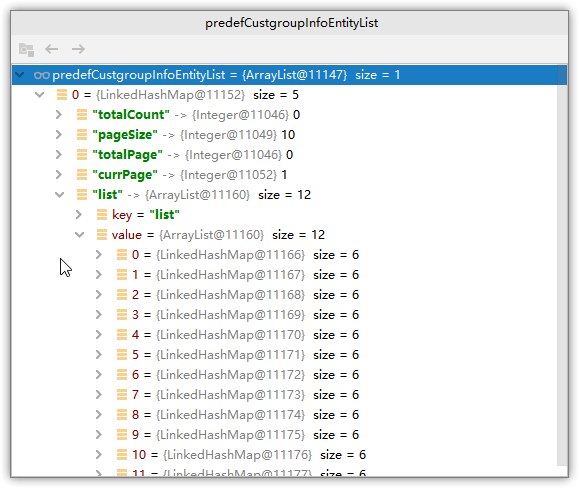 predefCustgroupInfoEntityList
predefCustgroupInfoEntityList = {ArrayList@11147} size = 1
0 = {LinkedHashMap@11152} size = 5
"totalCount" -> {Integer@11046} 0
"pageSize" -> {Integer@11049} 10
"totalPage" -> {Integer@11046} 0
"currPage" -> {Integer@11052} 1
"list" -> {ArrayList@11160} size = 12
key = "list"
value = {ArrayList@11160} size = 12
0 = {LinkedHashMap@11166} size = 6
1 = {LinkedHashMap@11167} size = 6
2 = {LinkedHashMap@11168} size = 6
3 = {LinkedHashMap@11169} size = 6
4 = {LinkedHashMap@11170} size = 6
5 = {LinkedHashMap@11171} size = 6
6 = {LinkedHashMap@11172} size = 6
7 = {LinkedHashMap@11173} size = 6
8 = {LinkedHashMap@11174} size = 6
9 = {LinkedHashMap@11175} size = 6
10 = {LinkedHashMap@11176} size = 6
11 = {LinkedHashMap@11177} size = 6